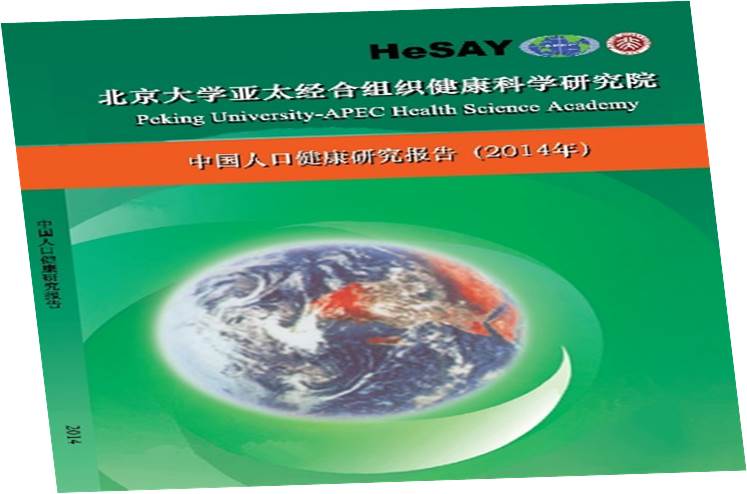 HeSAY
北京大学亚太经合组织健康科学研究院
Peking University-APEC Health Science Academy
中国人口健康研究报告（2014年）
中国人口健康研究报告
2014